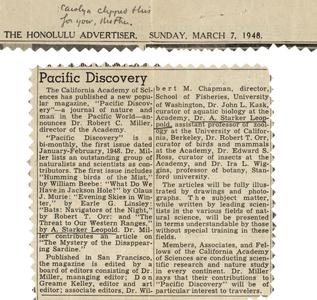 Carolyn clipped this
for you, Mother.
THE HONOLULU ADVERTISER, SUNDAY, MARCH 7, 1948.
Pacific Discovery
The California Academy of Sci-
ences has published a new popu-
lar magazine, "Pacific Discov-
ery"—a journal of nature and
man in the Pacific World—an-
nounces Dr. Robert C. Miller,
director of the Academy.
"Pacific Discovery" is a
bi-monthly, the first issue dated
January-February, 1948. Dr. Mil-
ler lists an outstanding group of
naturalists and scientists as con-
tributors. The first issue includes
"Humming Birds of the Mist,"
by William Beebe: "What Do We
Have in Jackson Hole?" by Olaus
J. Murie: "Evening Skies in Win-
ter," by Earle G. Linsley:
"Bats: Navigators of the Night,"
by Robert T. Orr: and "The
Threat to Our Western Ranges,"
by A. Starker Leopold. Dr. Mil-
ler contributes an article on
"The Mystery of the Disappearing
Sardine."
Published in San Francisco,
the magazine is edited by a
board of editors consisting of Dr.
Miller, managing editor; Don
Greame Kelley, editor and art
editor; associate editors, Dr. Wil-
bert M. Chapman, director,
School of Fisheries, University
of Washington, Dr. John L. Kask,
curator of aquatic biology at the
Academy, Dr. A. Starker Leo-
pold, assistant professor of zool-
ogy at the University of Califor-
nia, Berkeley, Dr. Robert T. Orr,
curator of birds and mammals
at the Academy, Dr. Edward S.
Ross, curator of insects at the
Academy, and Dr. Ira L. Wig-
gins, professor of botany, Stan-
ford university.
The articles will be fully illus-
trated by drawings and photo-
graphs. The subject matter,
while written by leading scien-
tists in the various fields of nat-
ural science, will be presented
in terms understandable by those
without special training in these
fields.
Members, Associates, and Fel-
lows of the California Academy
of Sciences are conducting scien-
tific research and nature study
in every continent. Dr. Miller
says that their contributions to
"Pacific Discovery" will be of
particular interest to travelers.